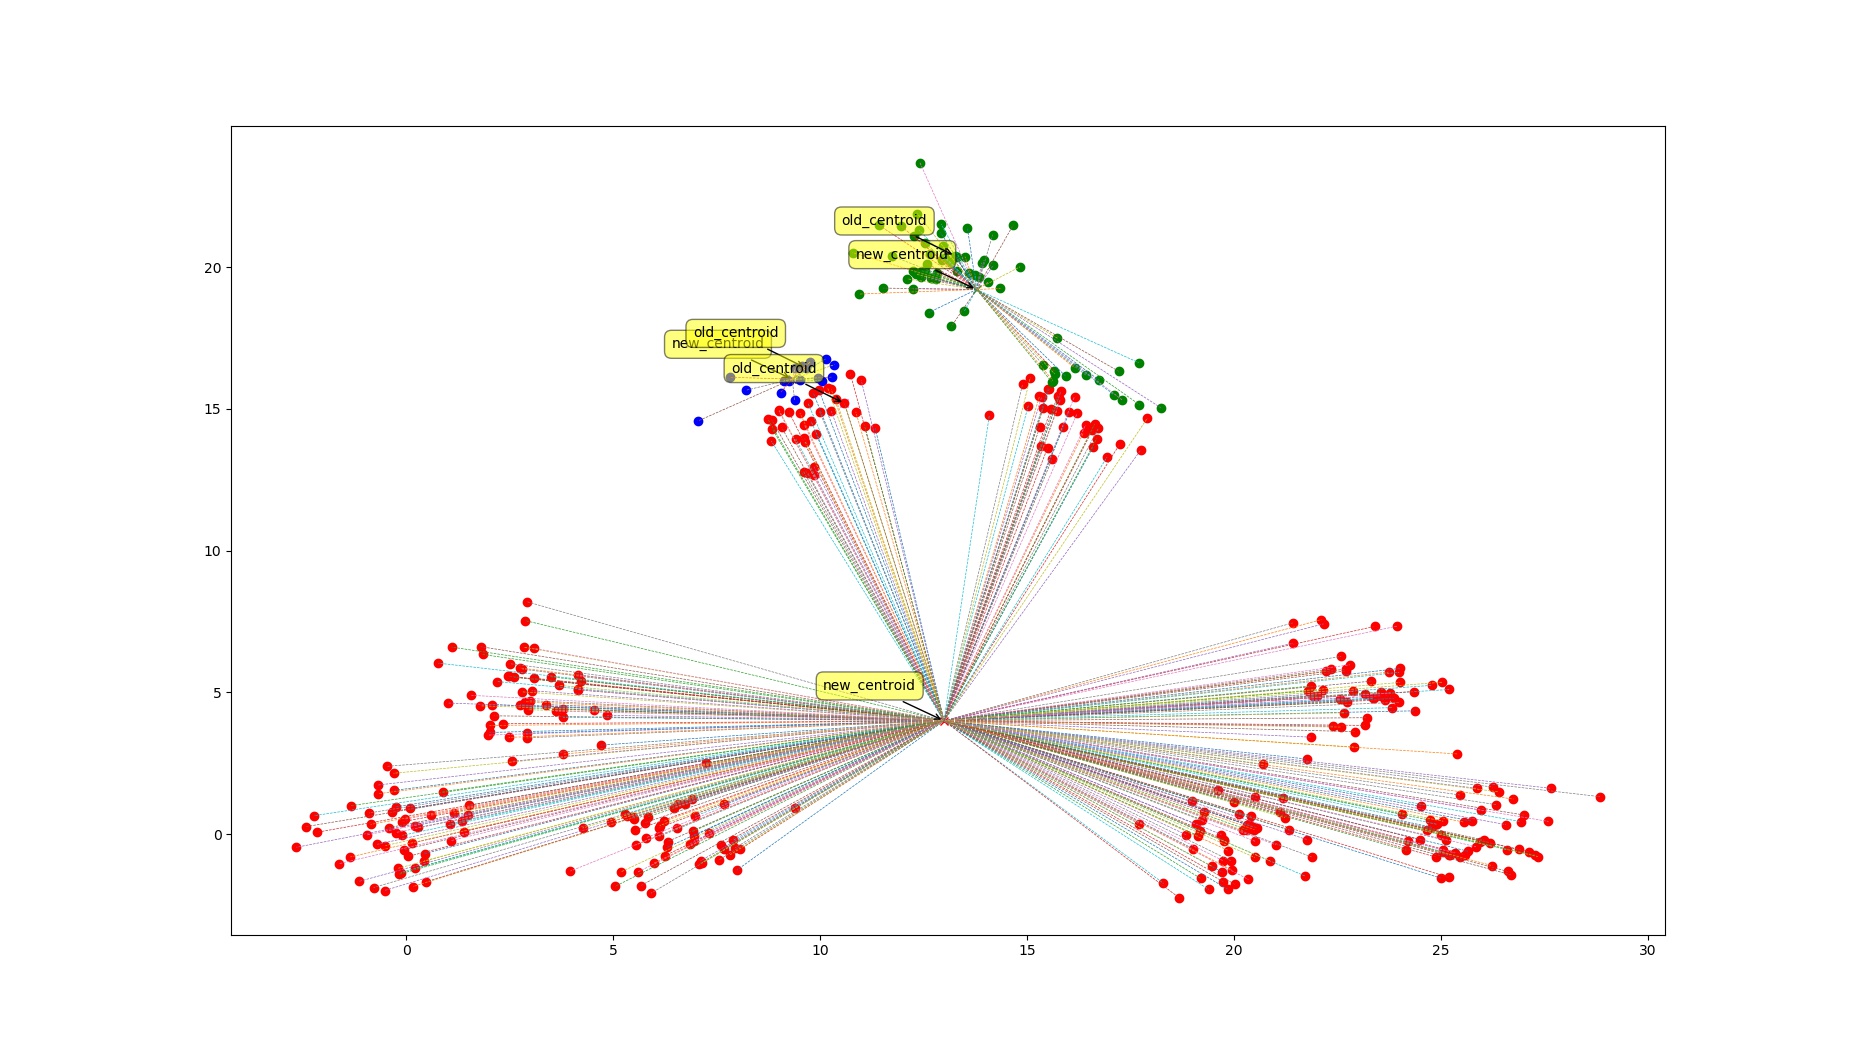 old_centroid
new_centroid
old_centroid
new_centroid
old_centroid
new_centroid
20
15
10
5
0
0 5 10 15 20 25 30